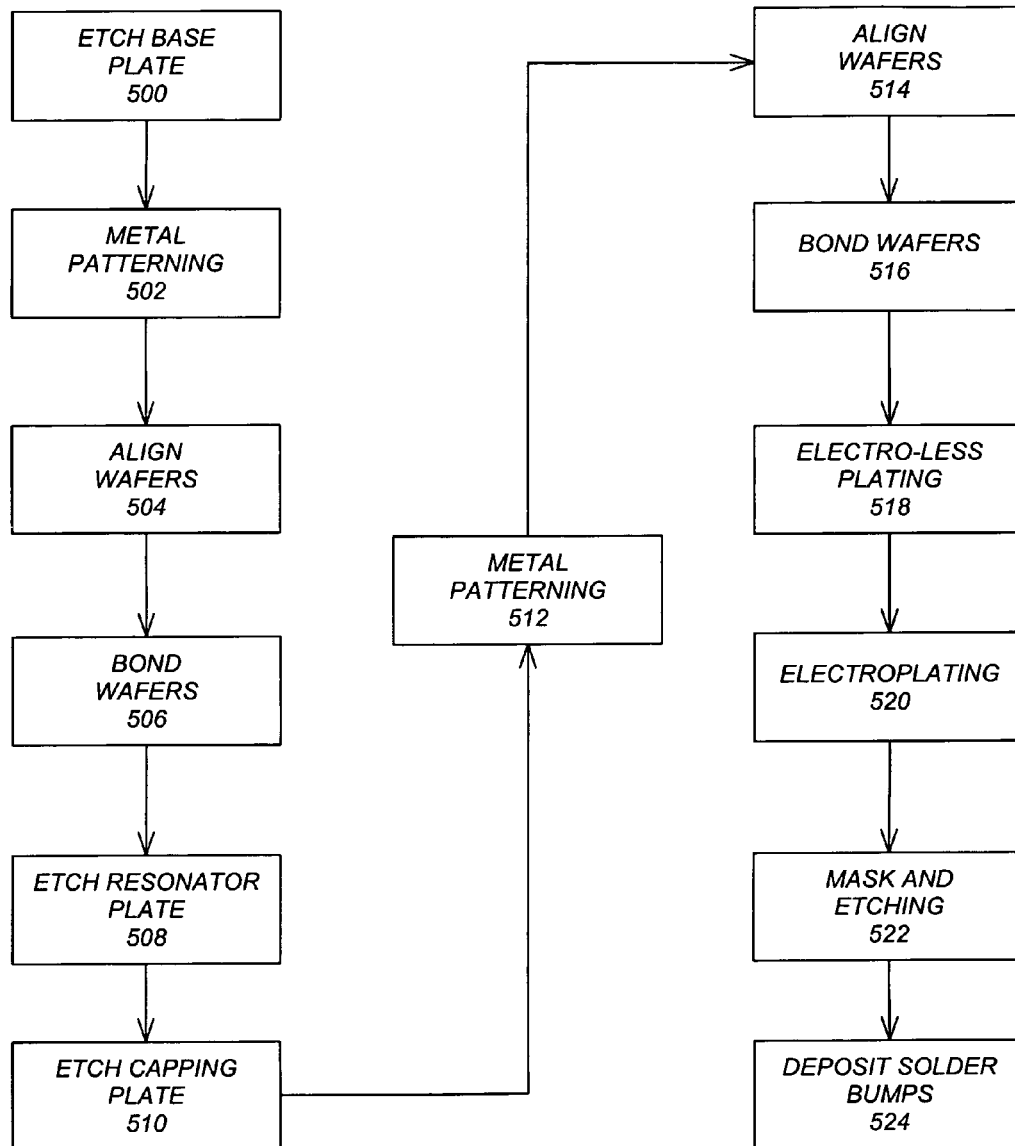 ETCH BASE
PLATE
500
METAL
PATTERNING
502
ALIGN
WAFERS
504
BOND
WAFERS
506
ETCH RESONATOR
PLATE
508
ETCH CAPPING
PLATE
510
METAL
PATTERNING
512
ALIGN
WAFERS
514
BOND WAFERS
516
ELECTRO-LESS
PLATING
518
ELECTROPLATING
520
MASK AND
ETCHING
522
DEPOSIT SOLDER
BUMPS
524